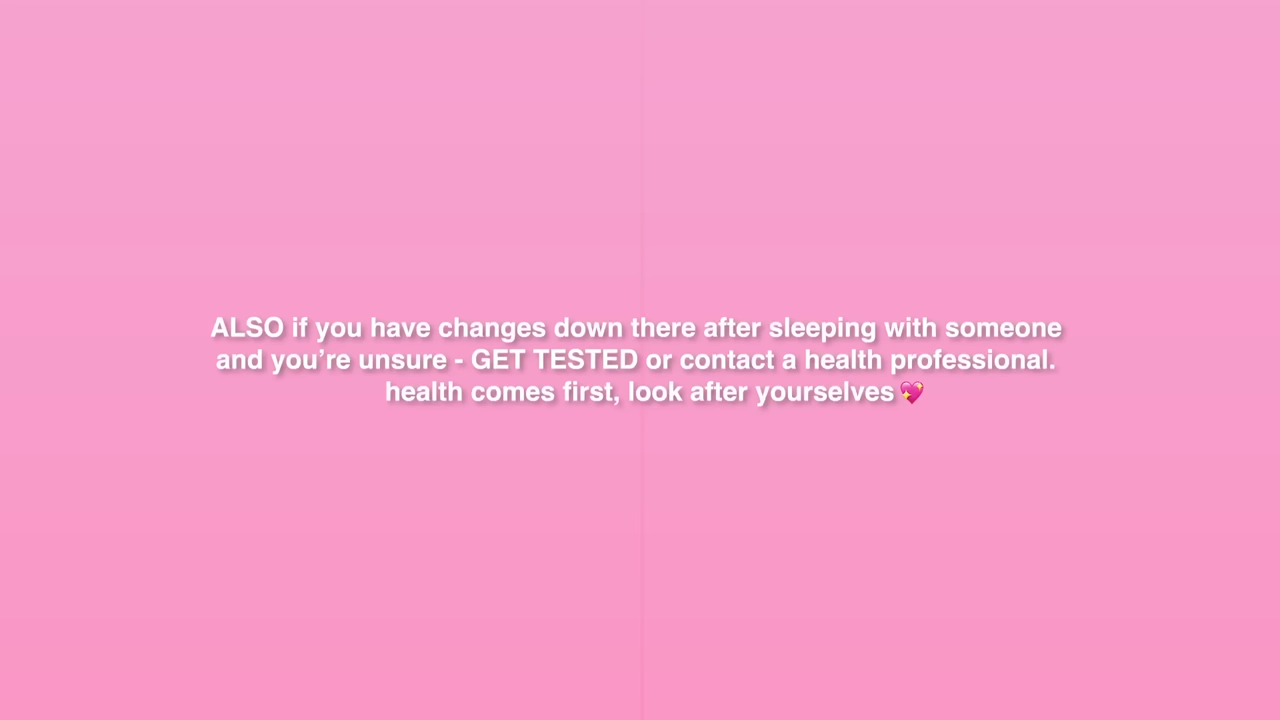 ALSO if you have changes down there after sleeping with someone
and you’re unsure - GET TESTED or contact a health professional.
health comes first, look after yourselves 💖